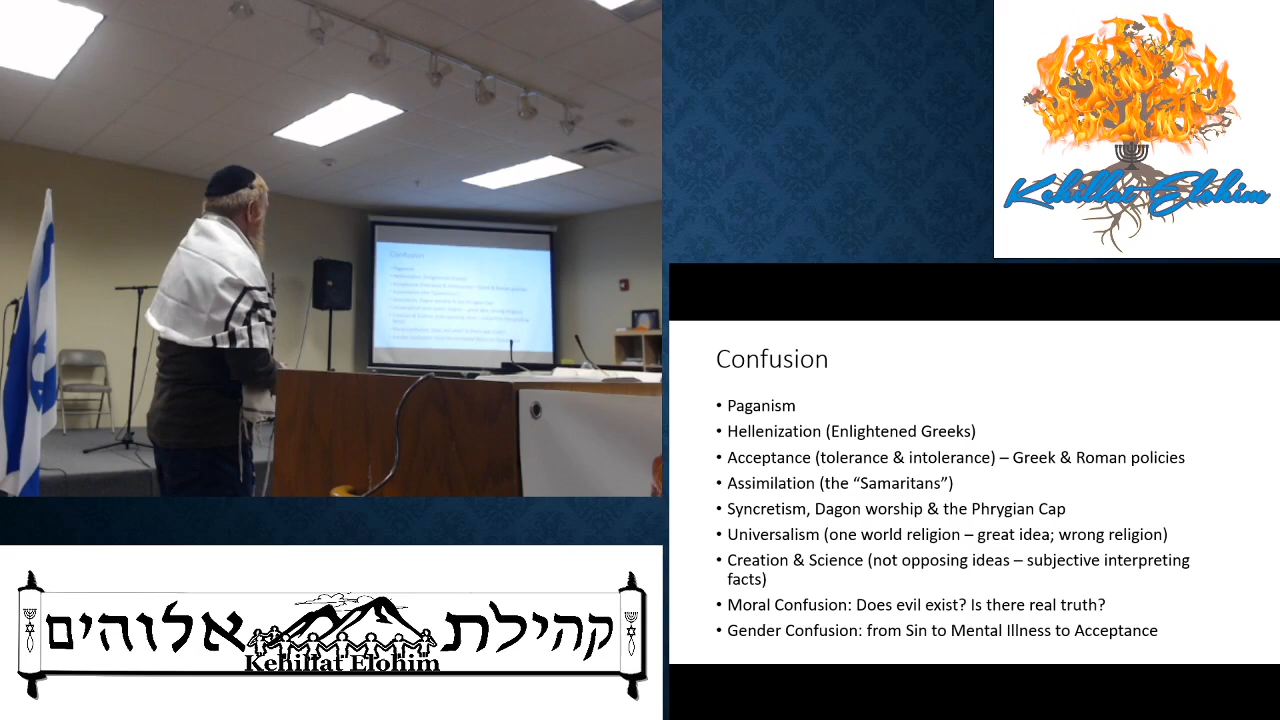 Kehillat Elohim
Confusion
• Paganism
• Hellenization (Enlightened Greeks)
• Acceptance (tolerance & intolerance) – Greek & Roman policies
• Assimilation (the “Samaritans”)
• Syncretism, Dagon worship & the Phrygian Cap
• Universalism (one world religion – great idea; wrong religion)
• Creation & Science (not opposing ideas – subjective interpreting
facts)
• Moral Confusion: Does evil exist? Is there real truth?
• Gender Confusion: from Sin to Mental Illness to Acceptance
קהילת אלוהים
Kehillat Elohim